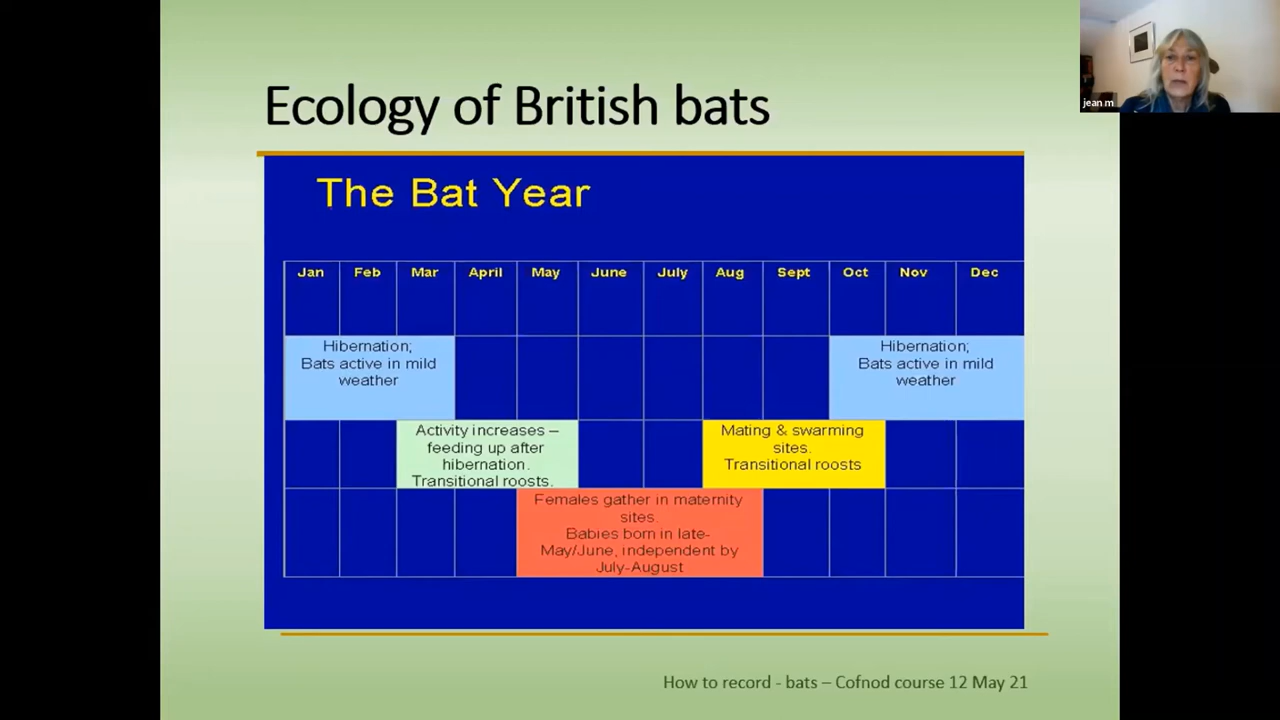 Ecology of British bats
jean m
The Bat Year
Jan Feb Mar April May June July Aug Sept Oct Nov Dec
Hibernation;
Bats active in mild
weather
Hibernation;
Bats active in mild
weather
Activity increases –
feeding up after
hibernation.
Transitional roosts.
Mating & swarming
sites.
Transitional roosts
Females gather in maternity
sites.
Babies born in late-
May/June, independent by
July-August
How to record - bats – Cofnod course 12 May 21